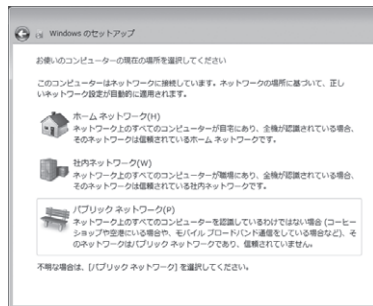 Windows のセットアップ
お使いのコンピューターの現在の場所を選択してください
このコンピューターはネットワークに接続しています。ネットワークの場所に基づいて、正し
いネットワーク設定が自動的に適用されます。
ホーム ネットワーク(H)
ネットワーク上のすべてのコンピューターが自宅にあり、全機が認識されている場合、
そのネットワークは信頼されているホーム ネットワークです。
社内ネットワーク(W)
ネットワーク上のすべてのコンピューターが職場にあり、全機が認識されている場合、
そのネットワークは信頼されている社内ネットワークです。
パブリック ネットワーク(P)
ネットワーク上のすべてのコンピューターを認識しているわけではない場合 (コーヒー
ショップや空港にいる場合や、モバイル ブロードバンド通信をしている場合など)、そ
のネットワークはパブリック ネットワークであり、信頼されていません。
不明な場合は、[パブリック ネットワーク] を選択してください。